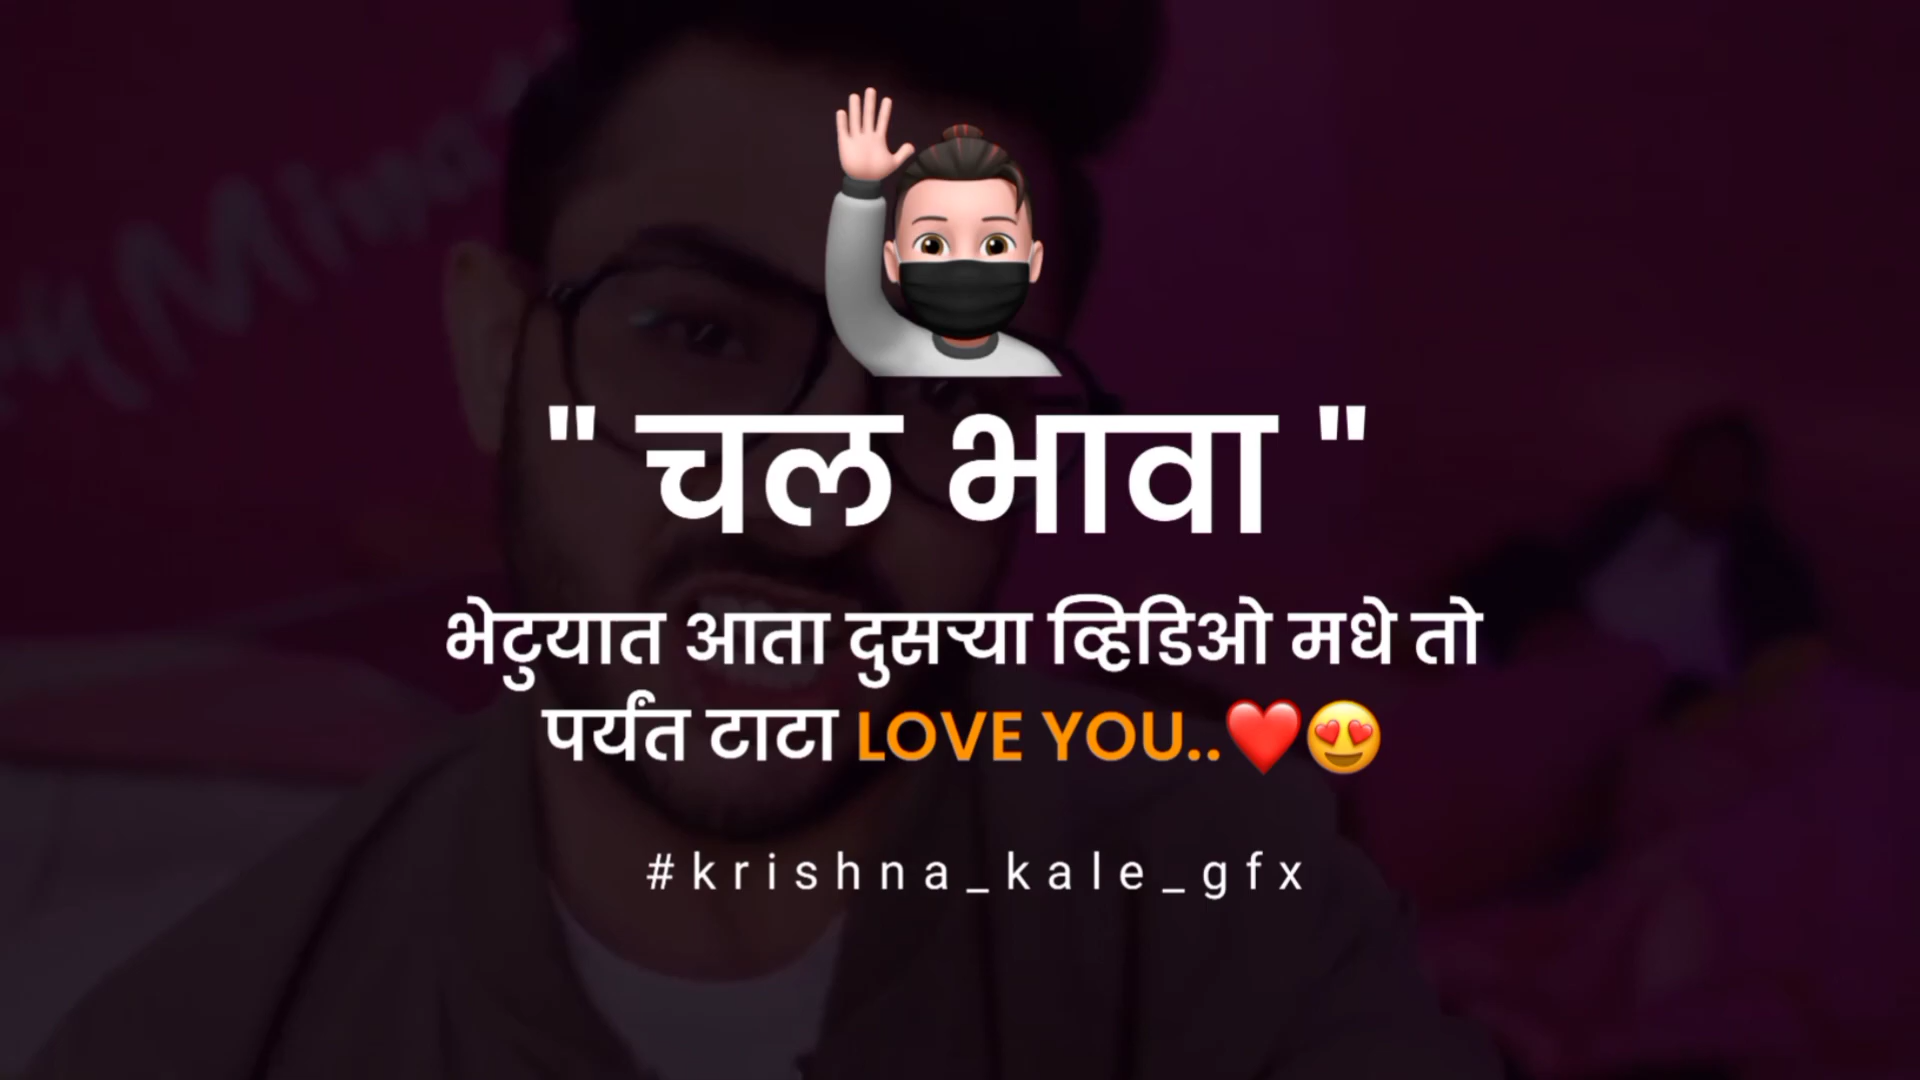 " चल भावा "
भेटुयात आता दुसऱ्या व्हिडिओ मधे तो
पर्यंत टाटा LOVE YOU..❤️😍
#krishna_kale_gfx